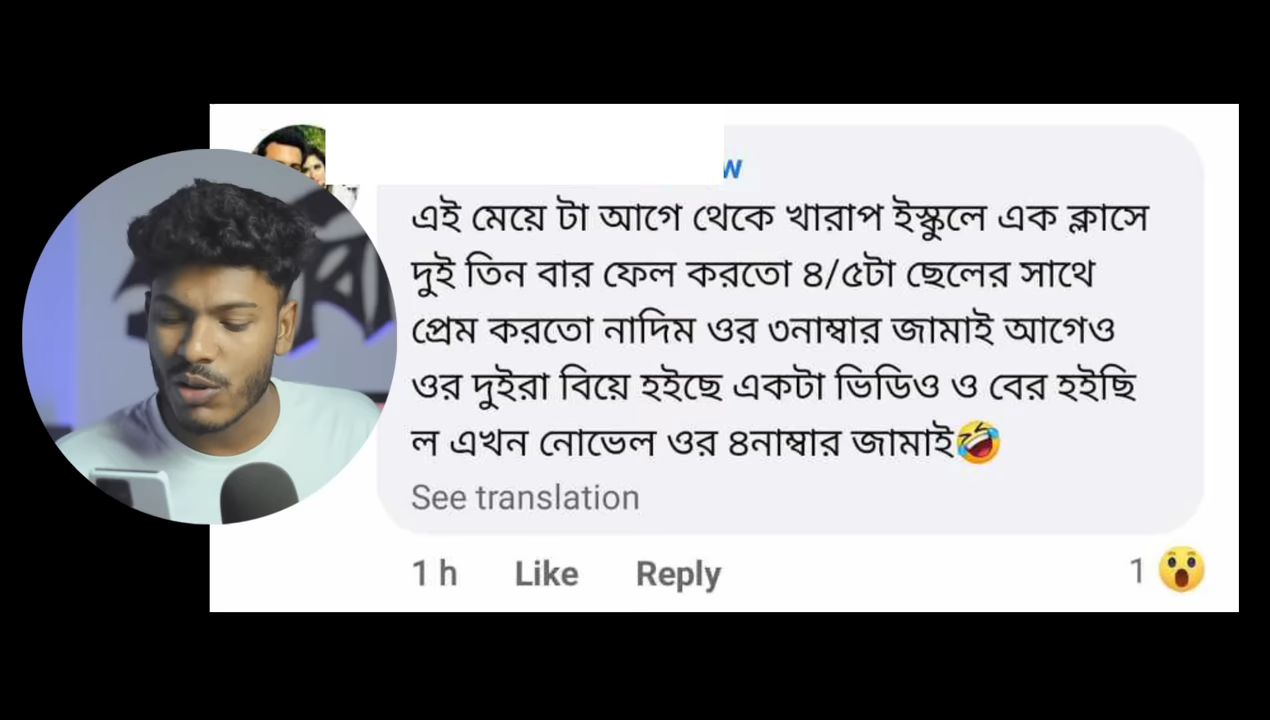 এই মেয়ে টা আগে থেকে খারাপ ইস্কুলে এক ক্লাসে
দুই তিন বার ফেল করতো ৪/৫টা ছেলের সাথে
প্রেম করতো নাদিম ওর ৩নাম্বার জামাই আগেও
ওর দুইরা বিয়ে হইছে একটা ভিডিও ও বের হইছি
ল এখন নোভেল ওর ৪নাম্বার জামাই🤣
See translation
1 h Like Reply 1 😮